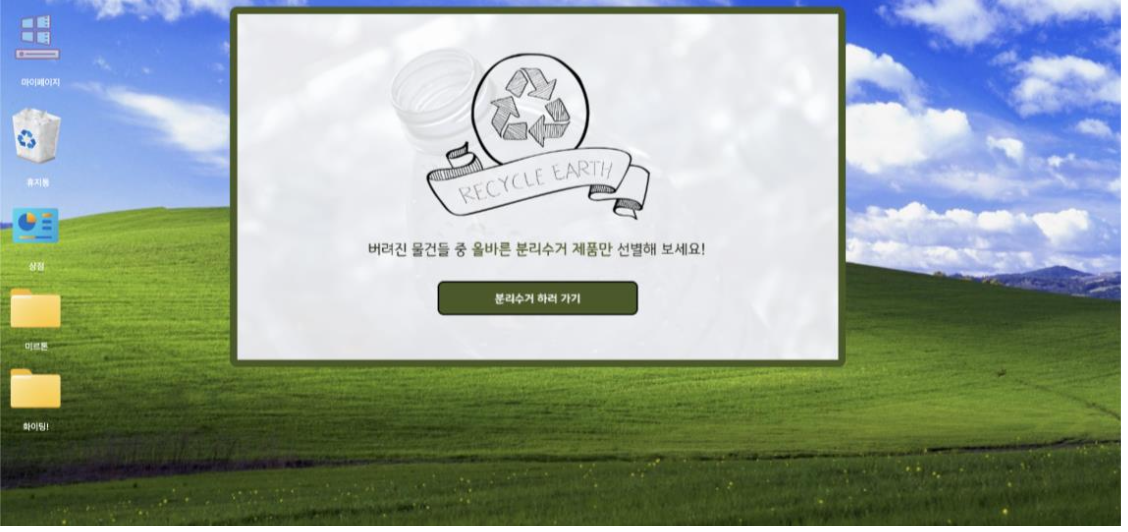 마이페이지
휴지통
상점
미르톤
화이팅!
RECYCLE EARTH
버려진 물건들 중 올바른 분리수거 제품만 선별해 보세요!
분리수거 하러 가기